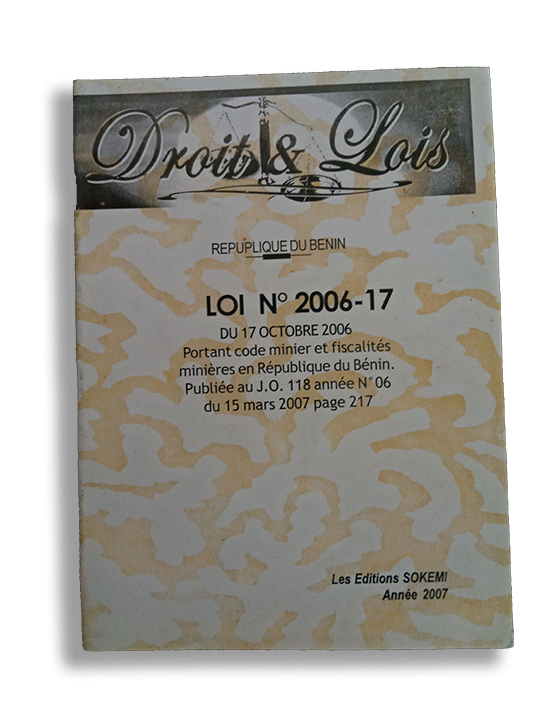 Droit & Lois
REPUPLIQUE DU BENIN
LOI N° 2006-17
DU 17 OCTOBRE 2006
Portant code minier et fiscalités
minières en République du Bénin.
Publiée au J.O. 118 année N° 06
du 15 mars 2007 page 217
Les Editions SOKEMI
Année 2007